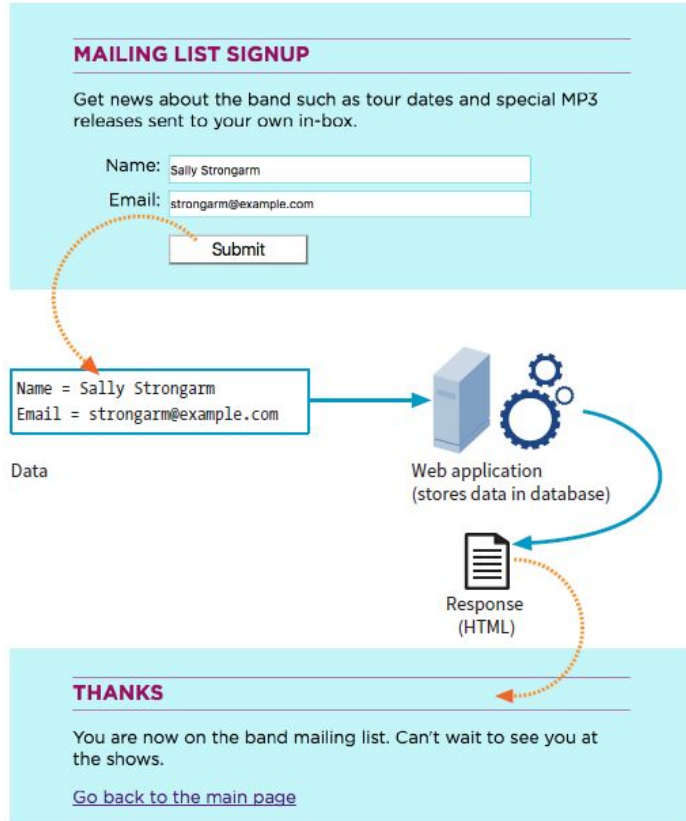 MAILING LIST SIGNUP
Get news about the band such as tour dates and special MP3
releases sent to your own in-box.
Name: Sally Strongarm
Email: strongarm@example.com
Submit
Name = Sally Strongarm
Email = strongarm@example.com
Data
Web application
(stores data in database)
Response
(HTML)
THANKS
You are now on the band mailing list. Can't wait to see you at
the shows.
Go back to the main page